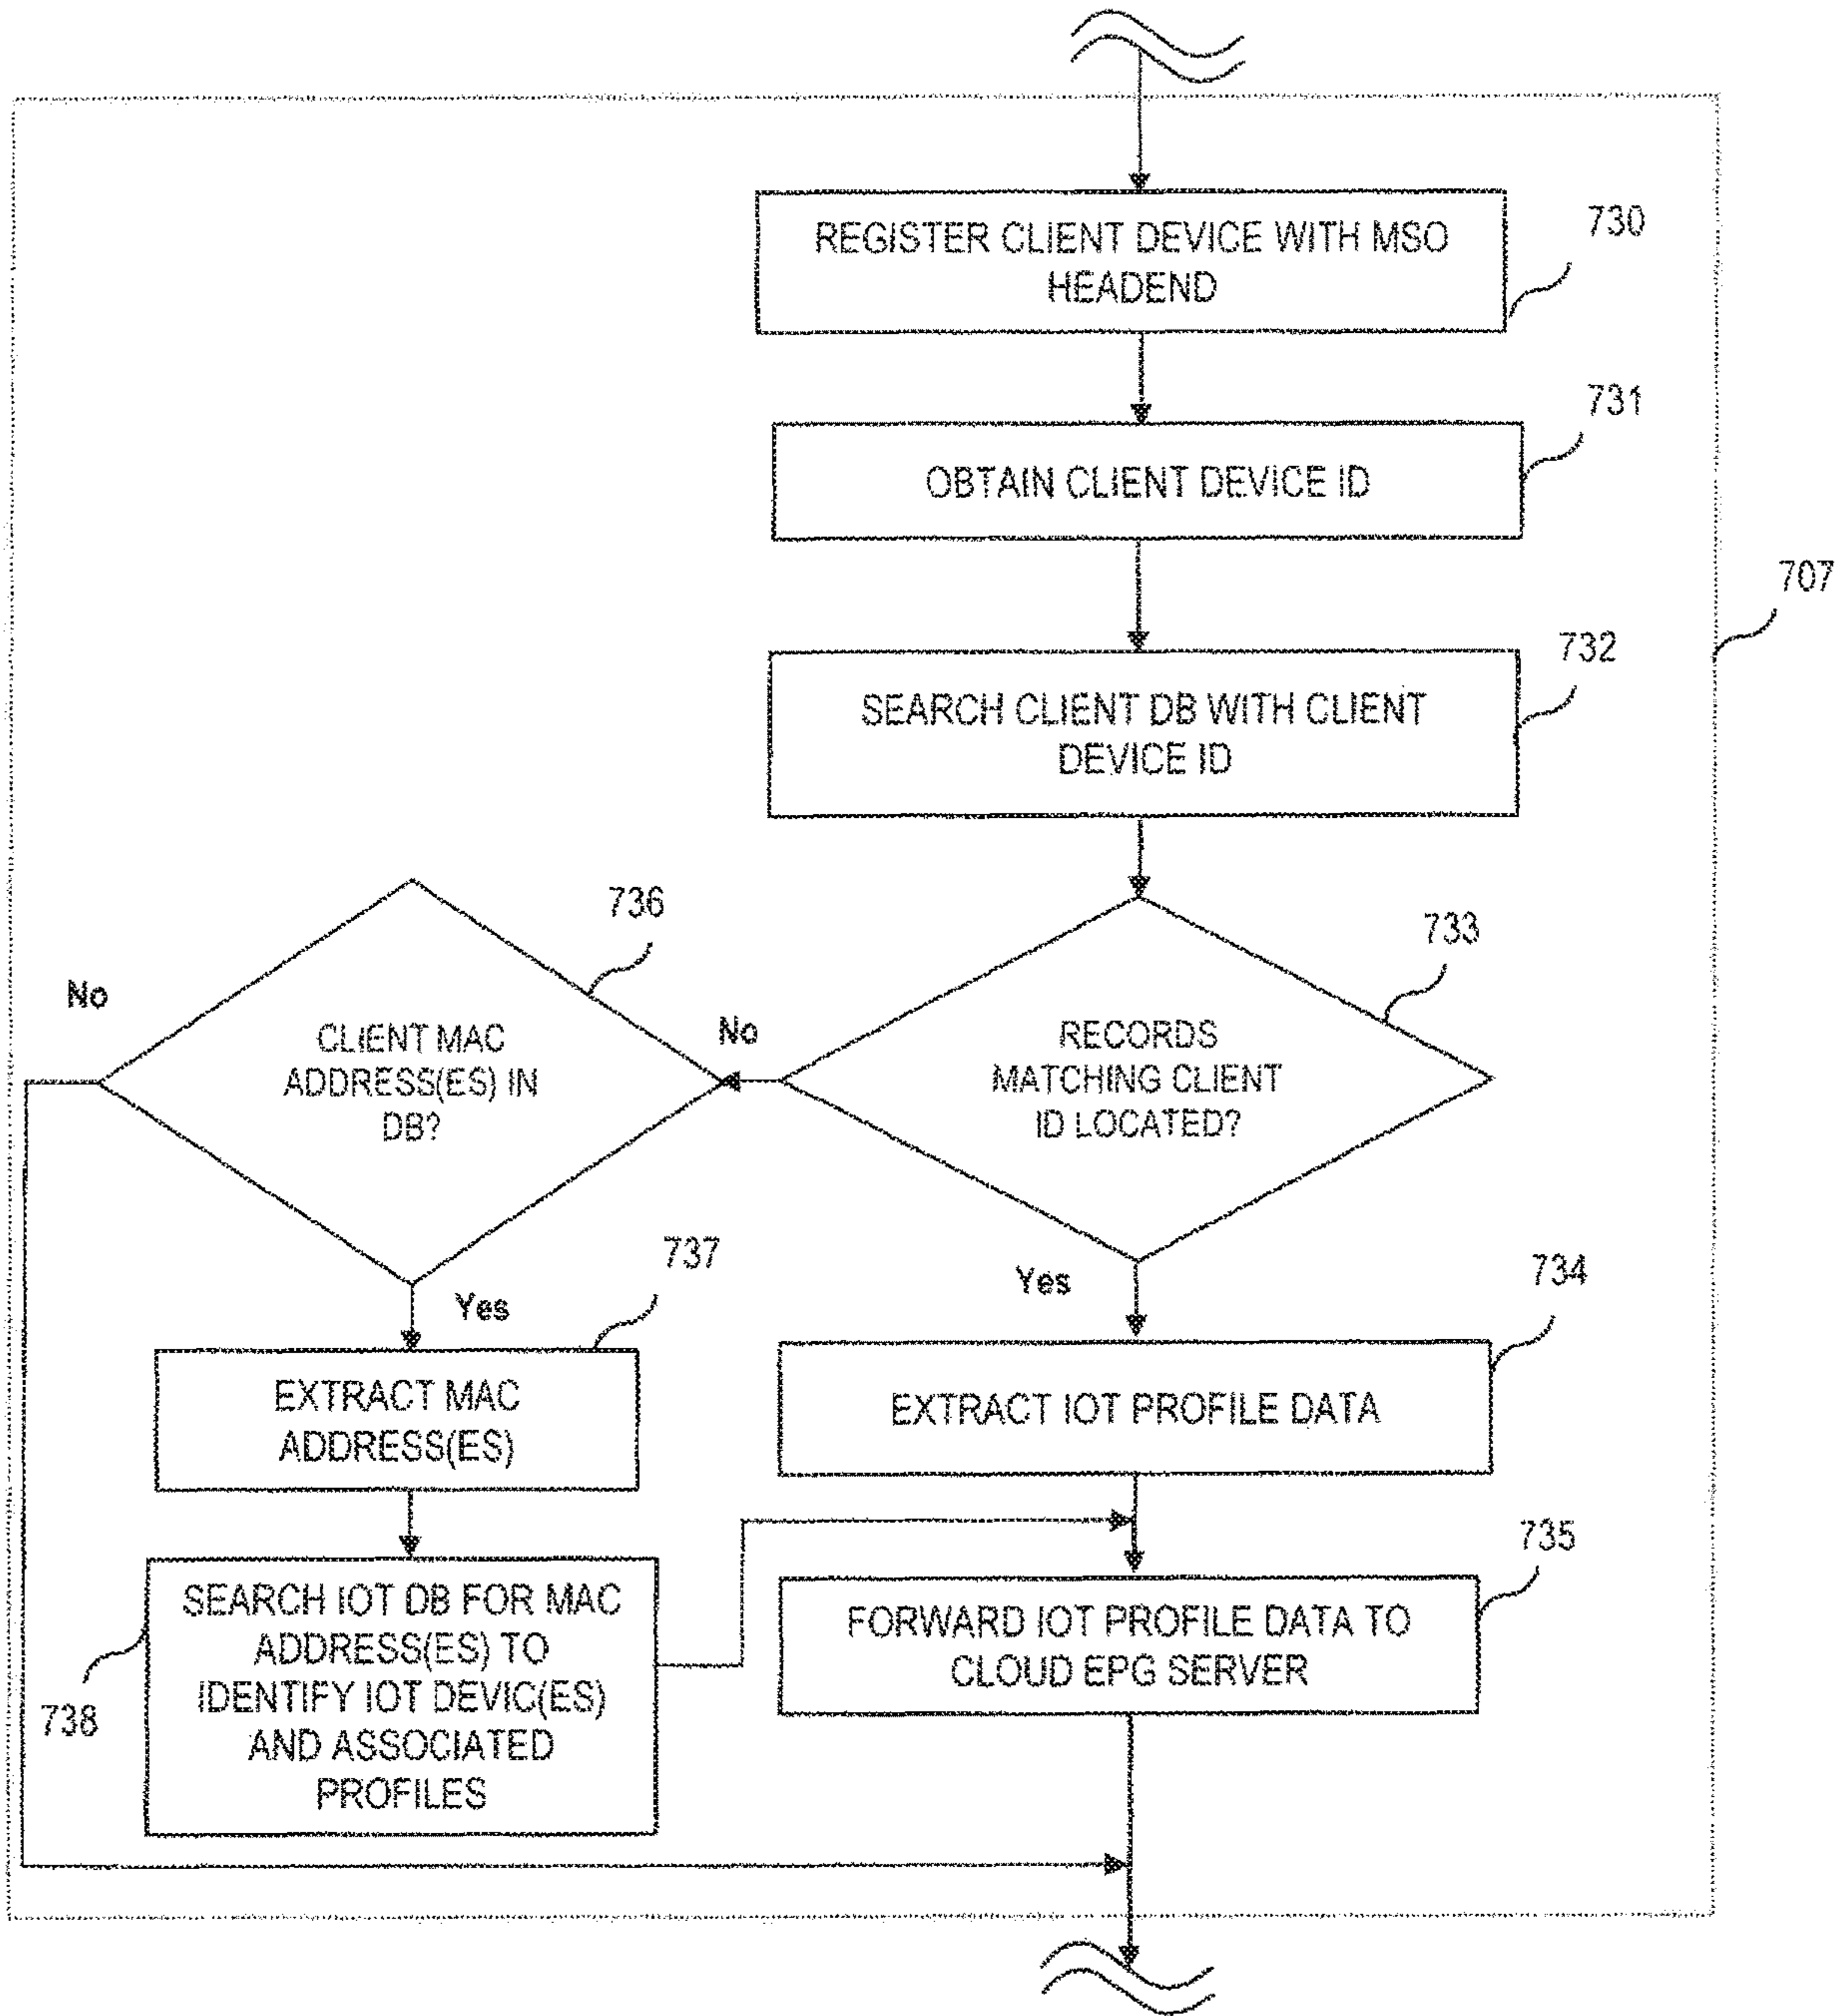 REGISTER CLIENT DEVICE WITH MSO
HEADEND
730
OBTAIN CLIENT DEVICE ID
731
707
SEARCH CLIENT DB WITH CLIENT
DEVICE ID
732
RECORDS
MATCHING CLIENT
ID LOCATED?
733
No
CLIENT MAC
ADDRESS(ES) IN
DB?
736
No
Yes
EXTRACT IOT PROFILE DATA
734
Yes
EXTRACT MAC
ADDRESS(ES)
737
SEARCH IOT DB FOR MAC
ADDRESS(ES) TO
IDENTIFY IOT DEVIC(ES)
AND ASSOCIATED
PROFILES
738
FORWARD IOT PROFILE DATA TO
CLOUD EPG SERVER
735